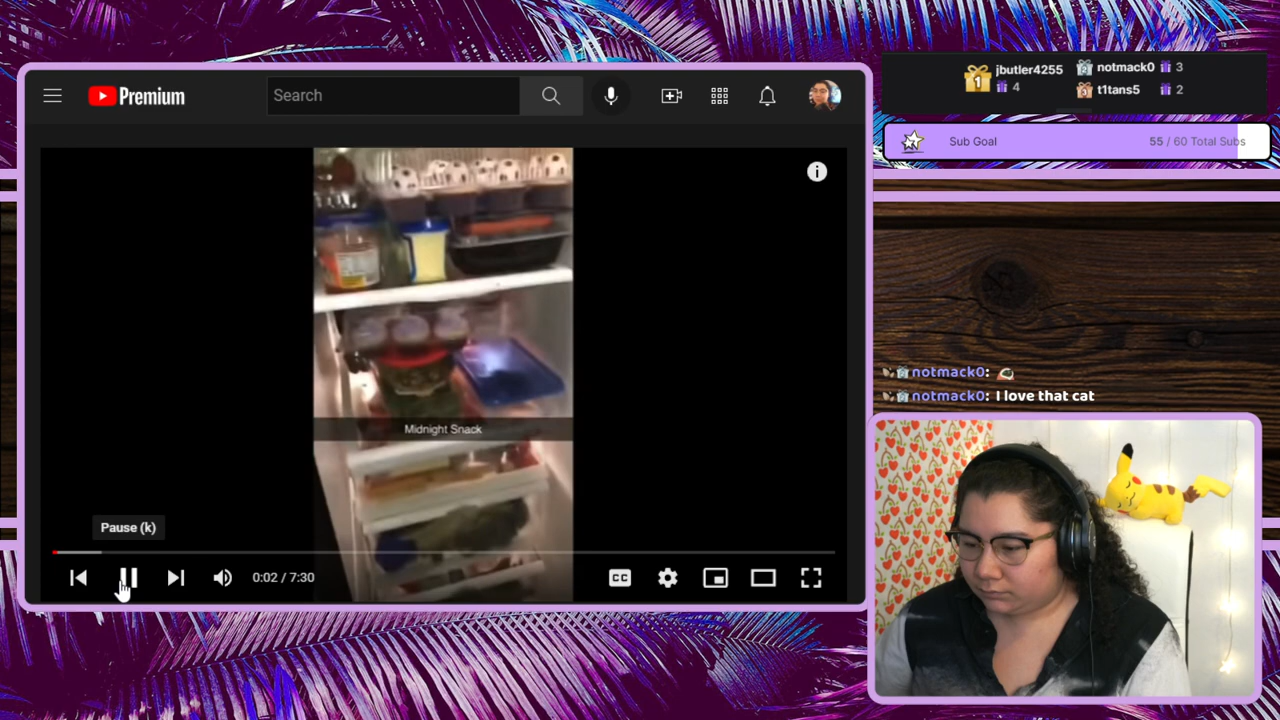 Premium
Search
jbutler4255
4
notmack0 3
t1tans5 2
Sub Goal
55 / 60 Total Subs
Midnight Snack
notmack0:
notmack0: I love that cat
Pause (k)
0:02 / 7:30
CC